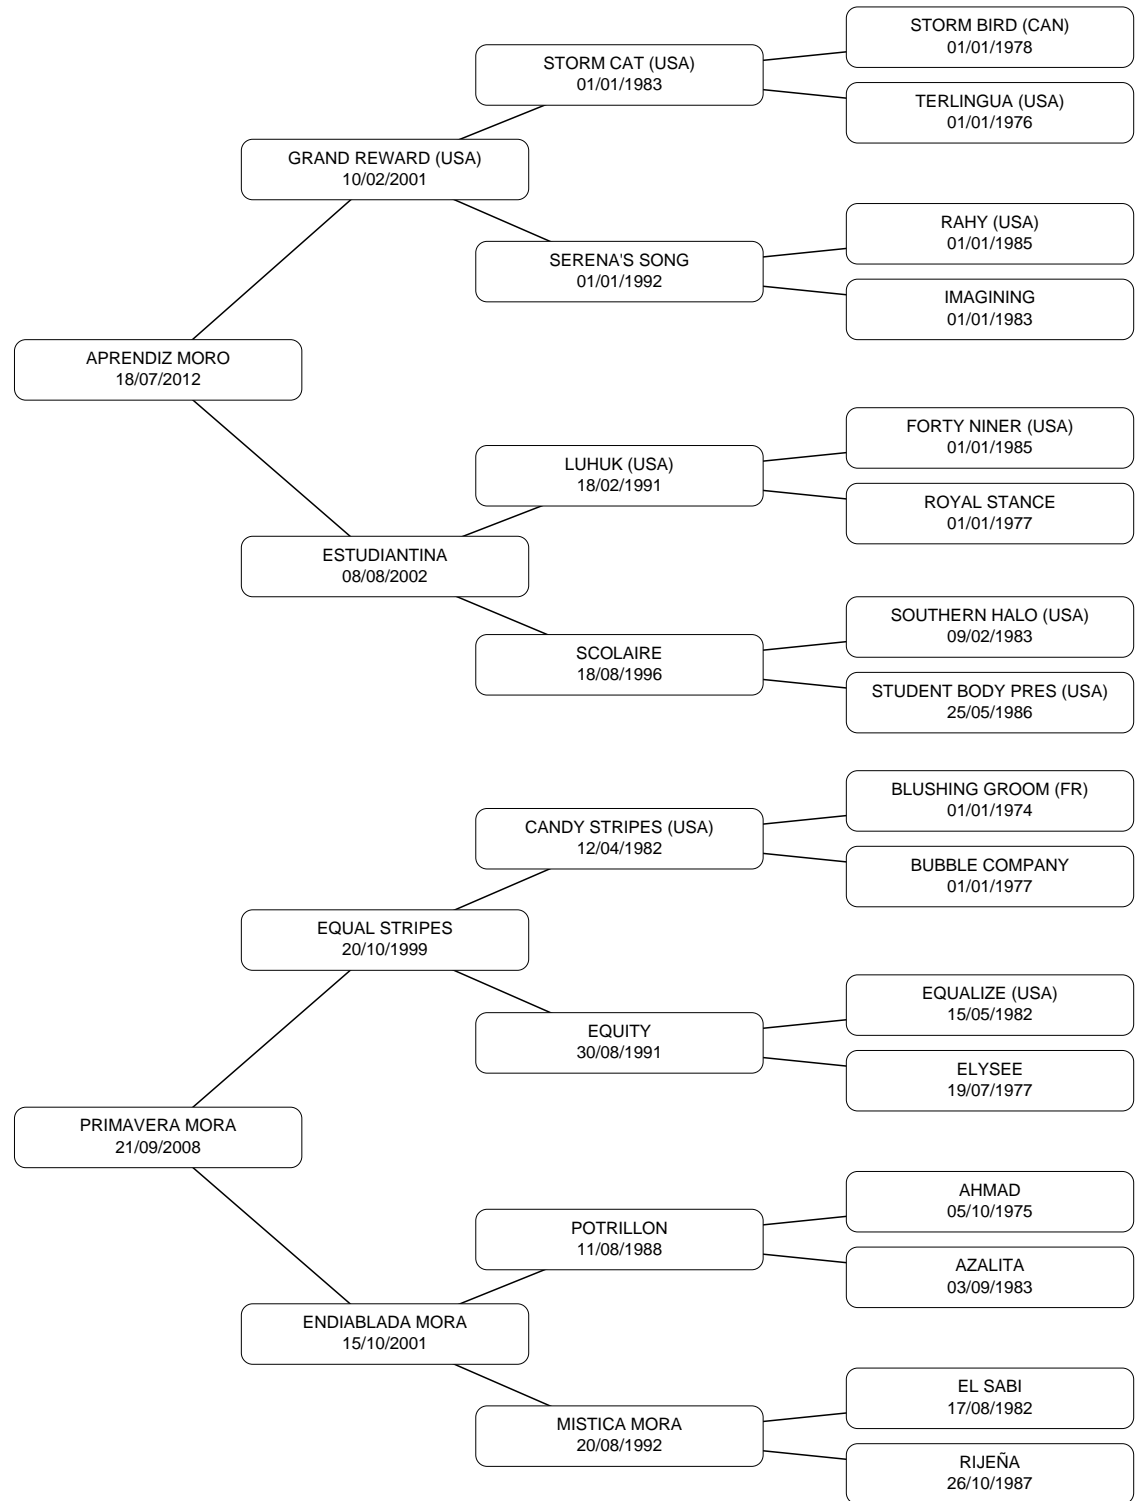 STORM BIRD (CAN)
01/01/1978
STORM CAT (USA)
01/01/1983
TERLINGUA (USA)
01/01/1976
GRAND REWARD (USA)
10/02/2001
RAHY (USA)
01/01/1985
SERENA'S SONG
01/01/1992
IMAGINING
01/01/1983
APRENDIZ MORO
18/07/2012
FORTY NINER (USA)
01/01/1985
LUHUK (USA)
18/02/1991
ROYAL STANCE
01/01/1977
ESTUDIANTINA
08/08/2002
SOUTHERN HALO (USA)
09/02/1983
SCOLAIRE
18/08/1996
STUDENT BODY PRES (USA)
25/05/1986
BLUSHING GROOM (FR)
01/01/1974
CANDY STRIPES (USA)
12/04/1982
BUBBLE COMPANY
01/01/1977
EQUAL STRIPES
20/10/1999
EQUALIZE (USA)
15/05/1982
EQUITY
30/08/1991
ELYSEE
19/07/1977
PRIMAVERA MORA
21/09/2008
AHMAD
05/10/1975
POTRILLON
11/08/1988
AZALITA
03/09/1983
ENDIABLADA MORA
15/10/2001
EL SABI
17/08/1982
MISTICA MORA
20/08/1992
RIJEÑA
26/10/1987